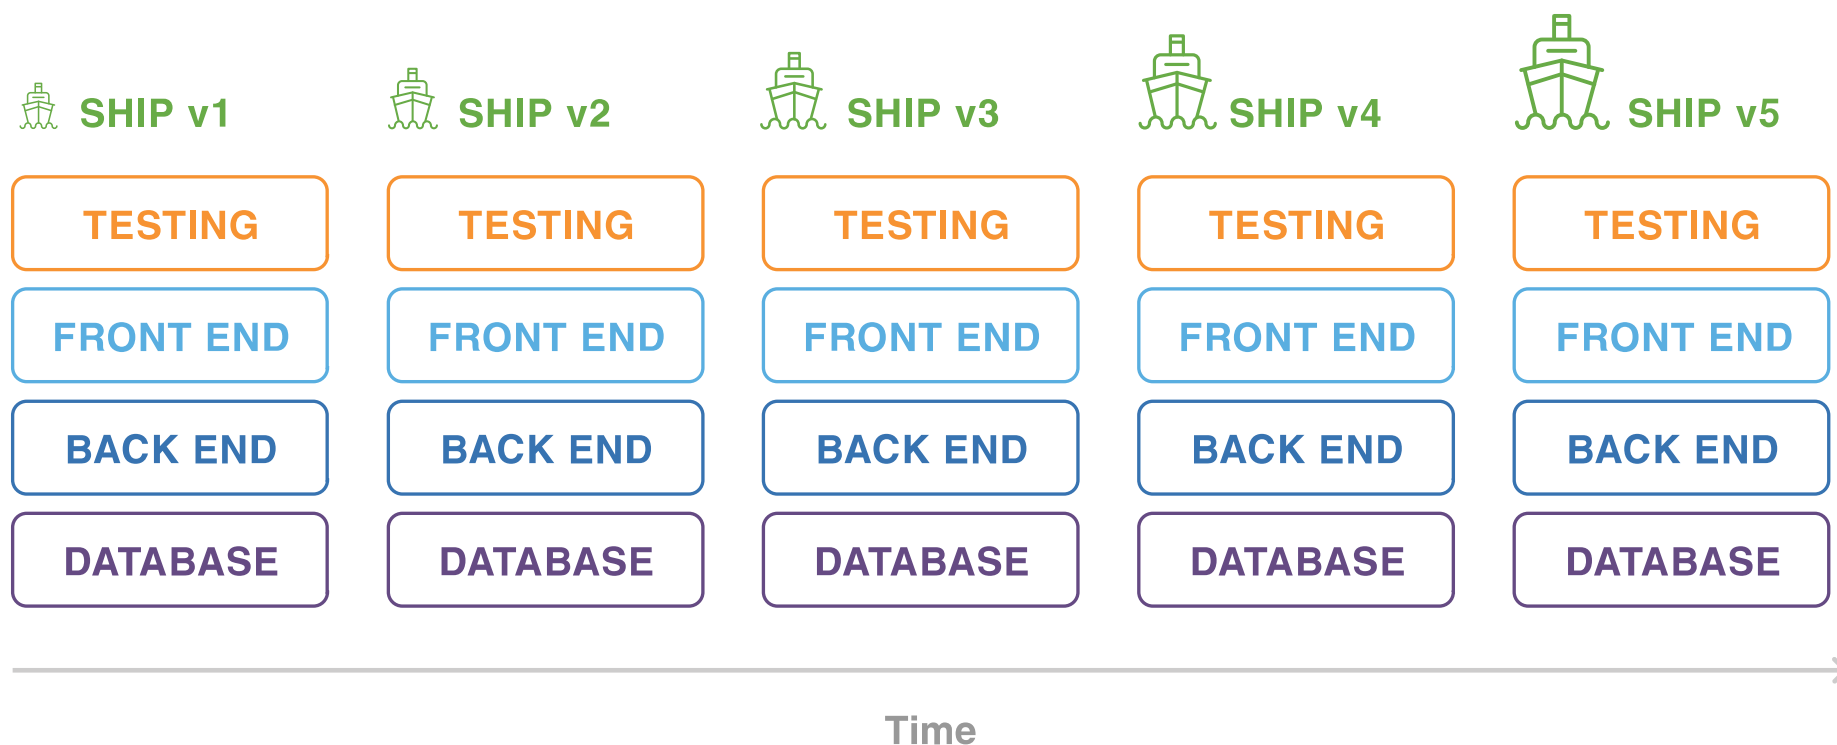 SHIP v1 SHIP v2 SHIP v3 SHIP v4 SHIP v5
TESTING TESTING TESTING TESTING TESTING
FRONT END FRONT END FRONT END FRONT END FRONT END
BACK END BACK END BACK END BACK END BACK END
DATABASE DATABASE DATABASE DATABASE DATABASE
Time